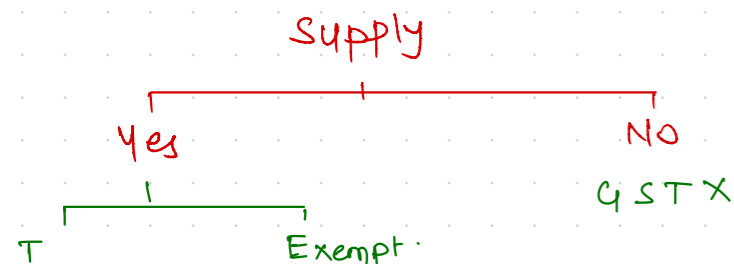 Supply
Yes
NO
GST X
T
Exempt.